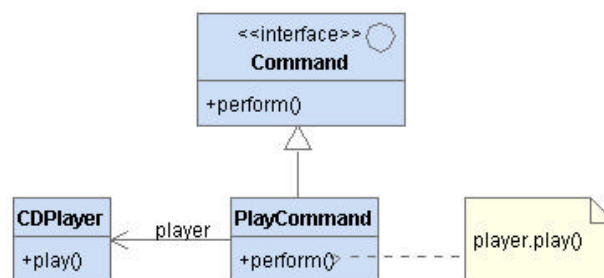 <<interface>>
Command
+perform()
CDPlayer
+play()
player
PlayCommand
+perform()
player.play()